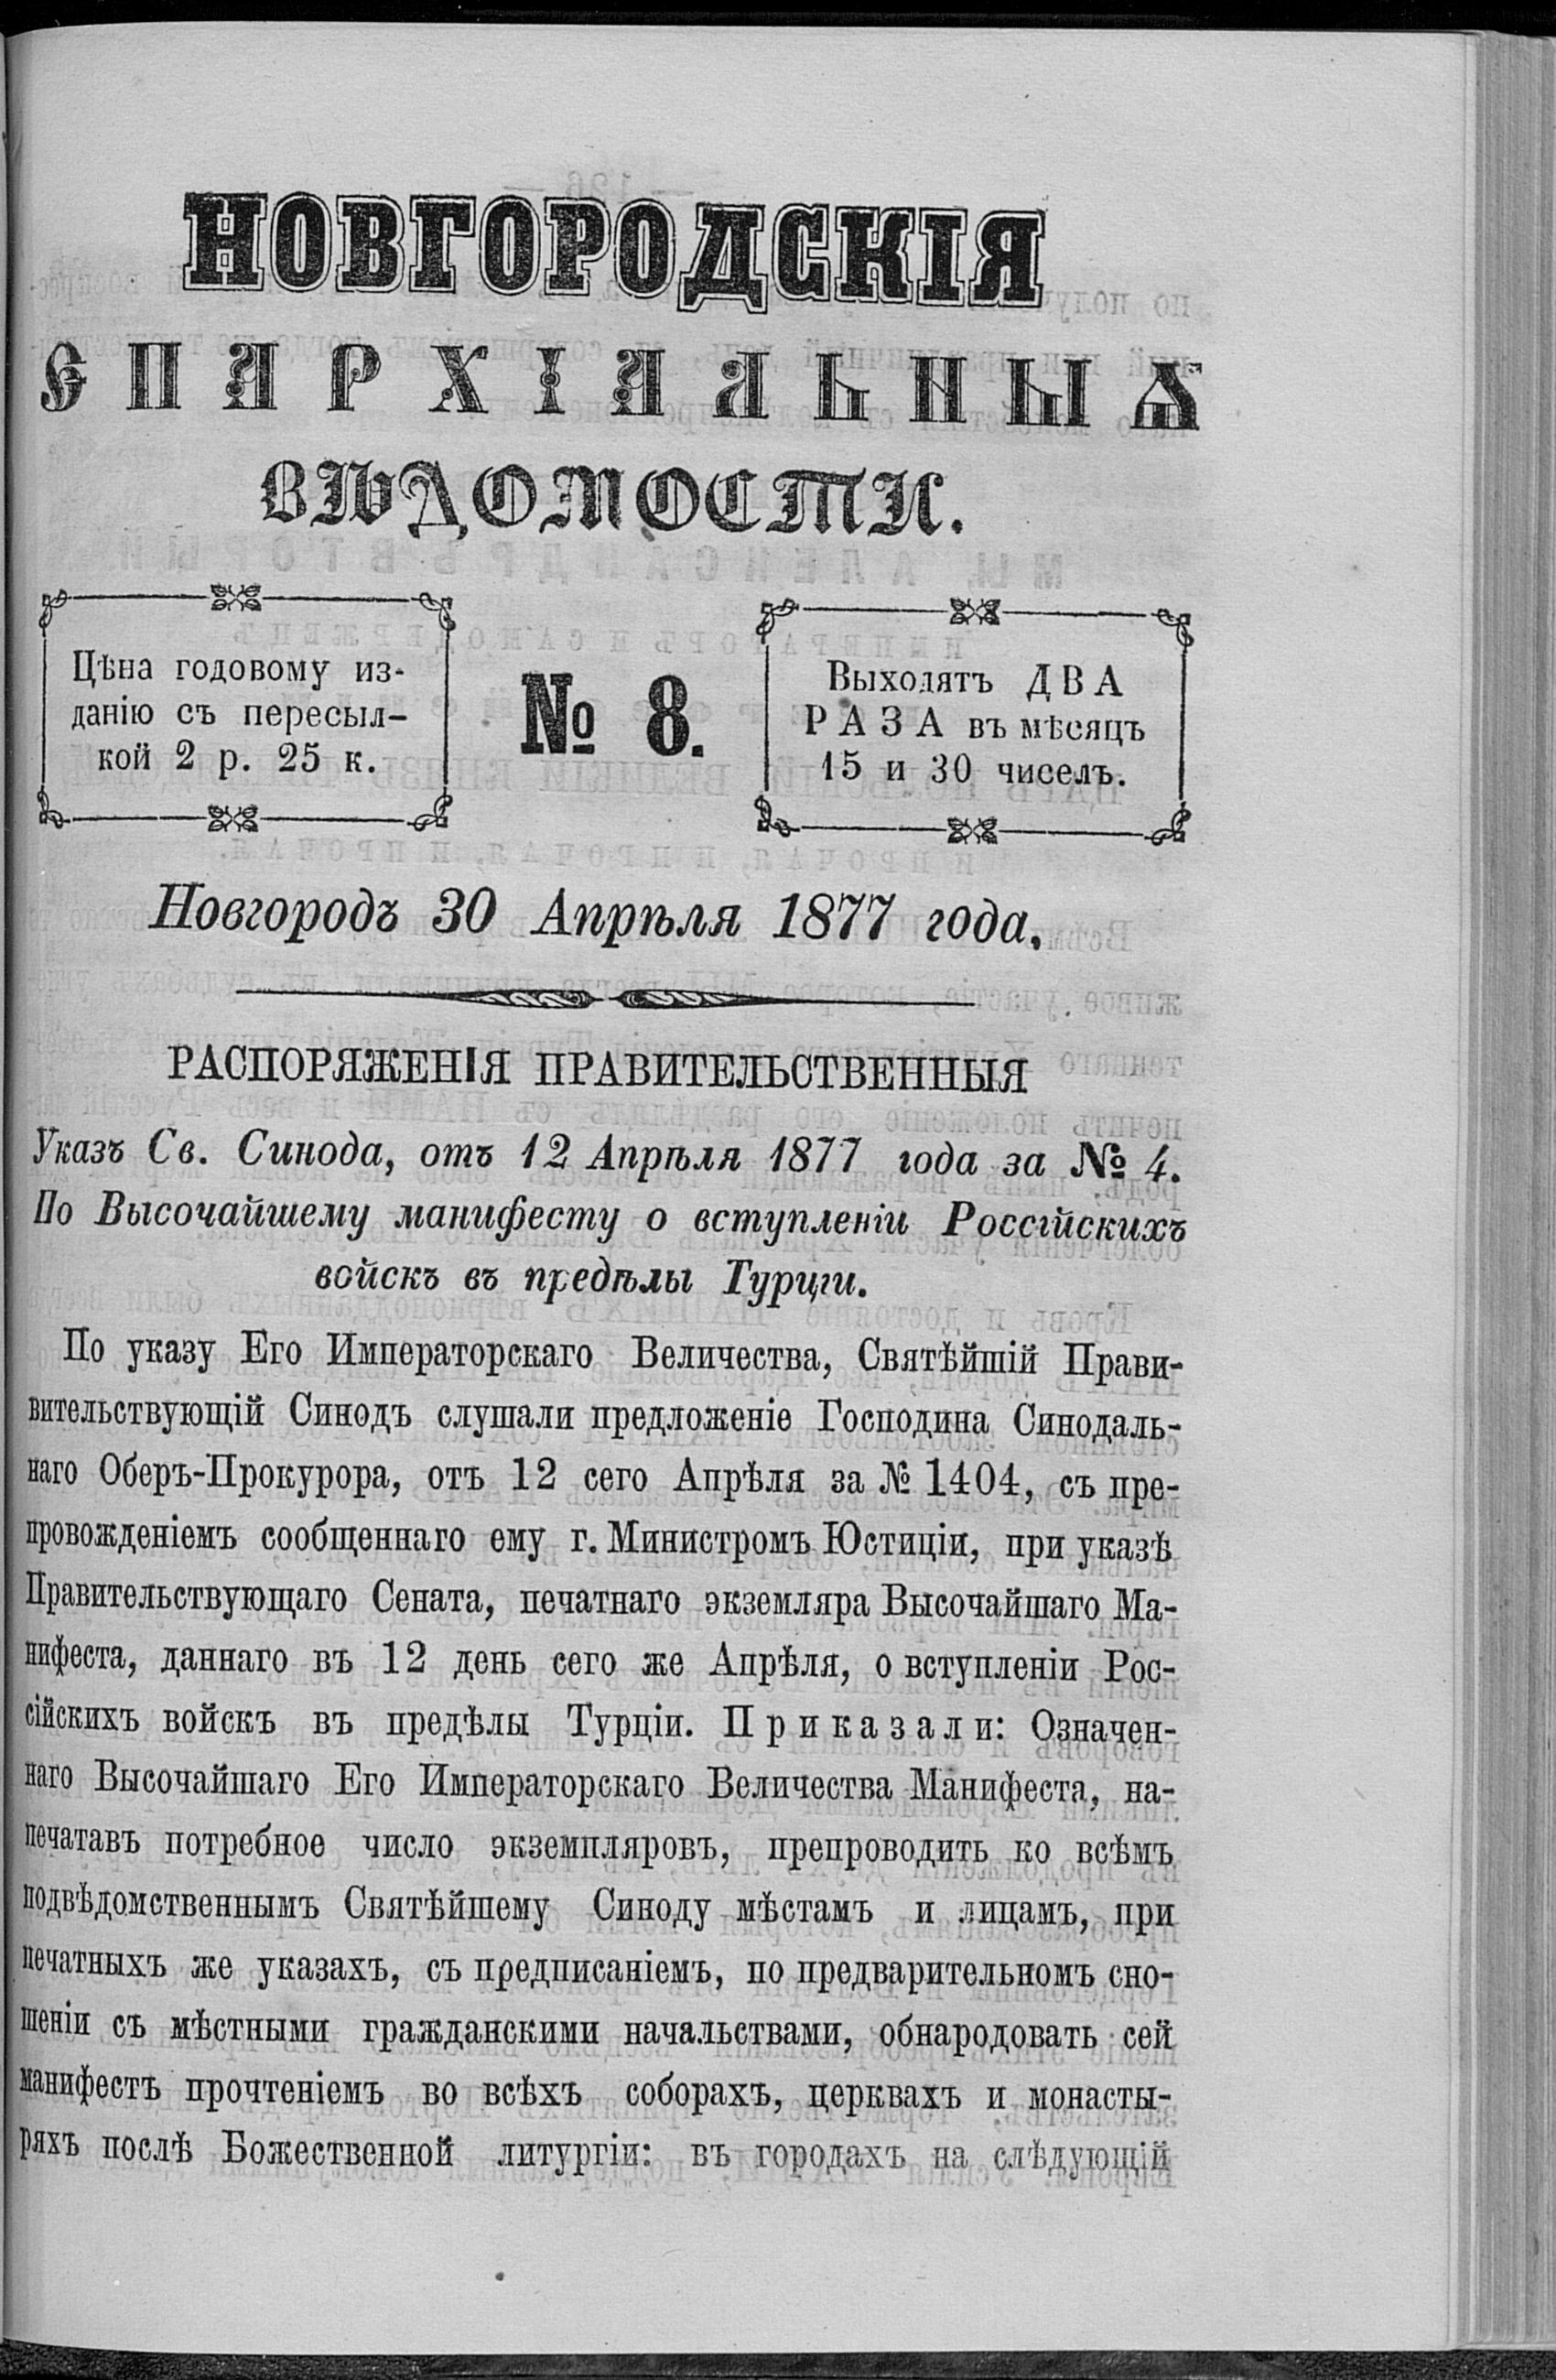 НОВГОРОДСКІЯ
ЕПАРХІАЛЬНЫѦ
ВѢДОМОСТИ.
Цѣна годовому из-
данію съ пересыл-
кой 2 р. 25 к.
№ 8.
Выходятъ ДВА
РАЗА въ мѣсяцъ
15 и 30 чиселъ.
Новгородъ 30 Апрѣля 1877 года.
РАСПОРЯЖЕНІЯ ПРАВИТЕЛЬСТВЕННЫЯ
Указъ Св. Синода, отъ 12 Апрѣля 1877 года за № 4.
По Высочайшему манифесту о вступленіи Россійскихъ
войскъ въ предѣлы Турціи.
По указу Его Императорскаго Величества, Святѣйшій Прави-
вительствующій Синодъ слушали предложеніе Господина Синодаль-
наго Оберъ-Прокурора, отъ 12 сего Апрѣля за № 1404, съ пре-
провожденіемъ сообщеннаго ему г. Министромъ Юстиціи, при указѣ
Правительствующаго Сената, печатнаго экземляра Высочайшаго Ма-
нифеста, даннаго въ 12 день сего же Апрѣля, о вступленіи Рос-
сійскихъ войскъ въ предѣлы Турціи. Приказали: Означен-
наго Высочайшаго Его Императорскаго Величества Манифеста, на-
печатавъ потребное число экземпляровъ, препроводить ко всѣмъ
подвѣдомственнымъ Святѣйшему Синоду мѣстамъ и лицамъ, при
печатныхъ же указахъ, съ предписаніемъ, по предварительномъ сно-
шеніи съ мѣстными гражданскими начальствами, обнародовать сей
манифестъ прочтеніемъ во всѣхъ соборахъ, церквахъ и монасты-
ряхъ послѣ Божественной литургіи: въ городахъ на слѣдующій